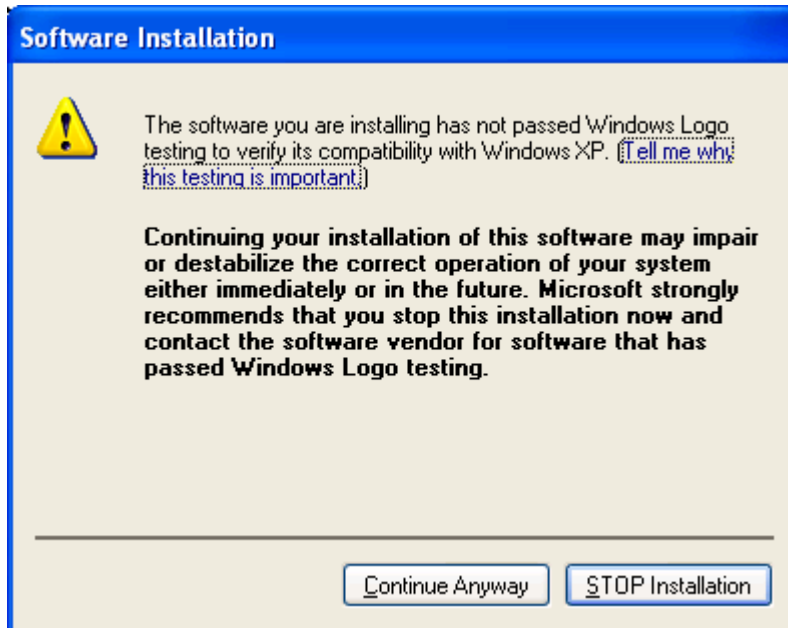 Software Installation
The software you are installing has not passed Windows Logo
testing to verify its compatibility with Windows XP. (Tell me why
this testing is important.)
Continuing your installation of this software may impair
or destabilize the correct operation of your system
either immediately or in the future. Microsoft strongly
recommends that you stop this installation now and
contact the software vendor for software that has
passed Windows Logo testing.
Continue Anyway
STOP Installation